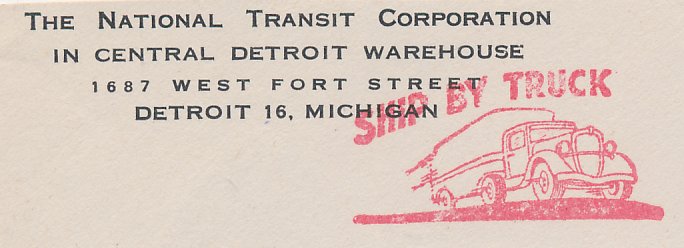 THE NATIONAL TRANSIT CORPORATION
IN CENTRAL DETROIT WAREHOUSE
1687 WEST FORT STREET
DETROIT 16, MICHIGAN
SHIP BY TRUCK